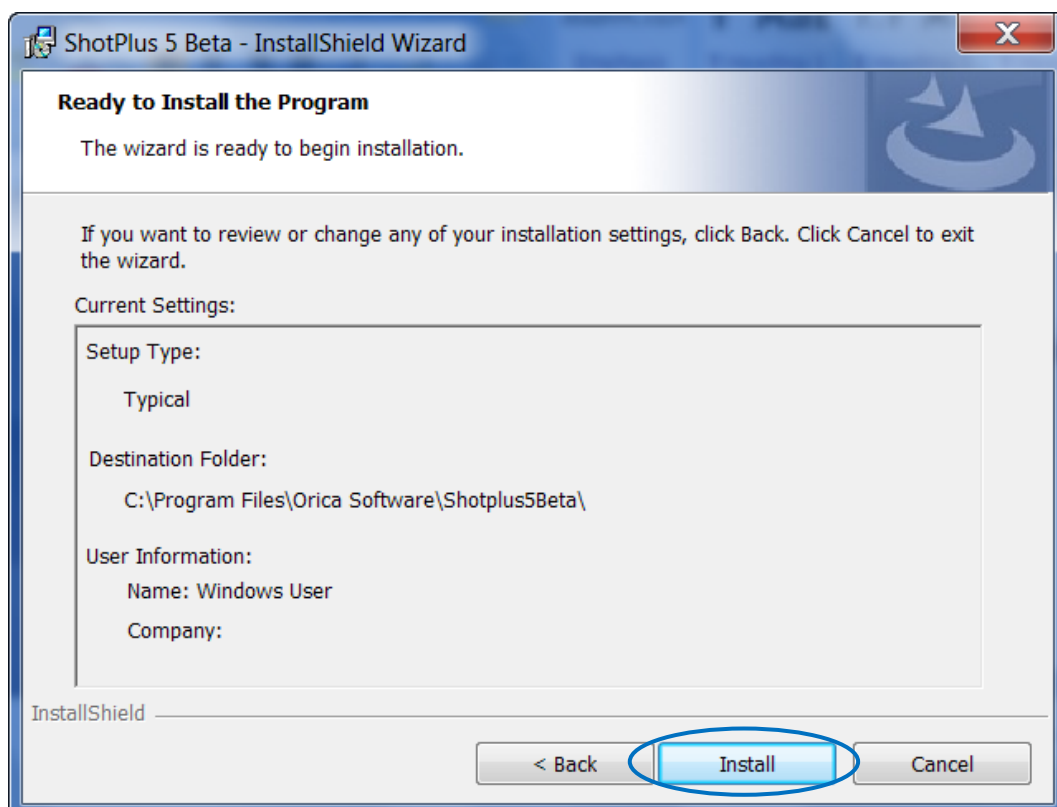 ShotPlus 5 Beta - InstallShield Wizard
X
Ready to Install the Program
The wizard is ready to begin installation.
If you want to review or change any of your installation settings, click Back. Click Cancel to exit
the wizard.
Current Settings:
Setup Type:
Typical
Destination Folder:
C:\Program Files\Orica Software\Shotplus5Beta\
User Information:
Name: Windows User
Company:
InstallShield
< Back
Install
Cancel